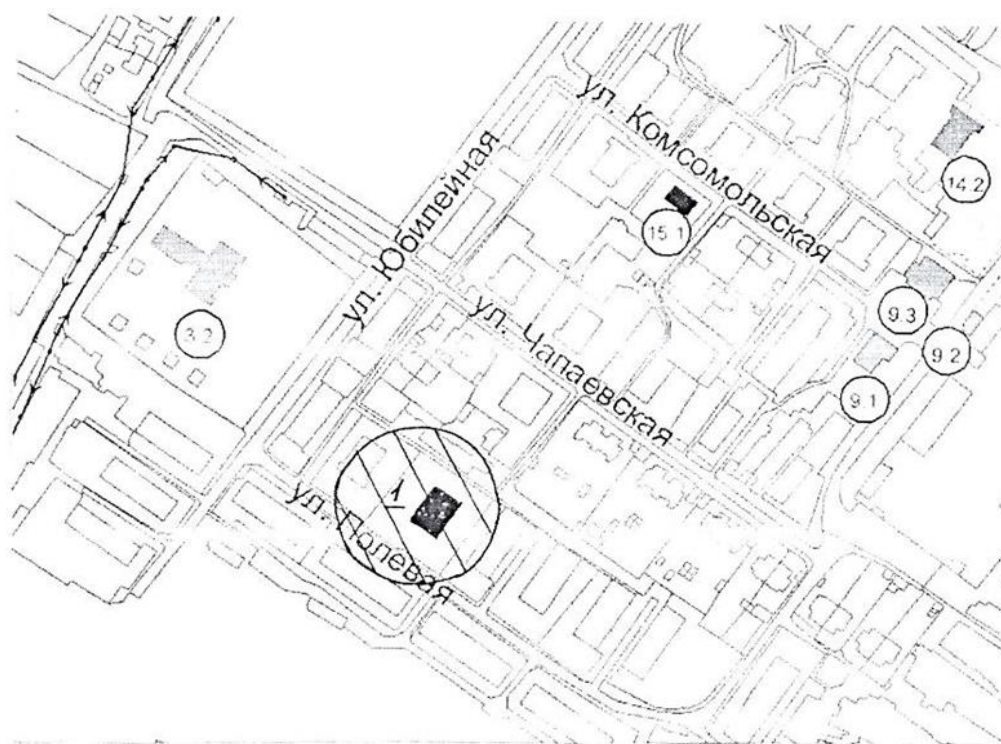 ул. Комсомольская
14.2
15.1
ул. Юбилейная
9.3
3.2
ул. Чапаевская
9.2
9.1
ул. Полевая